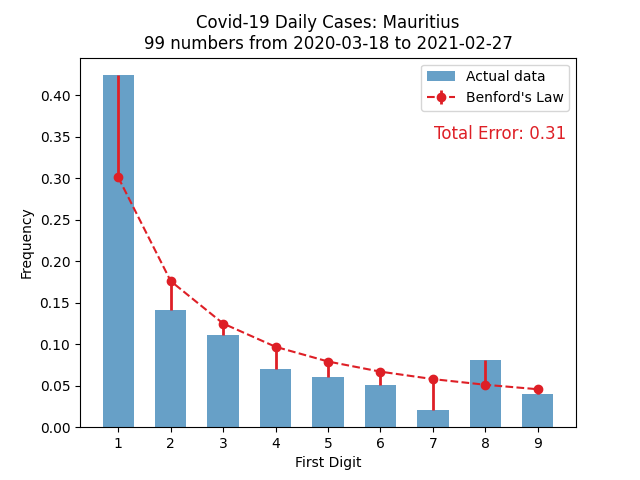 Covid-19 Daily Cases: Mauritius
99 numbers from 2020-03-18 to 2021-02-27
Actual data
Benford's Law
Total Error: 0.31
Frequency
0.40
0.35
0.30
0.25
0.20
0.15
0.10
0.05
0.00
1 2 3 4 5 6 7 8 9
First Digit